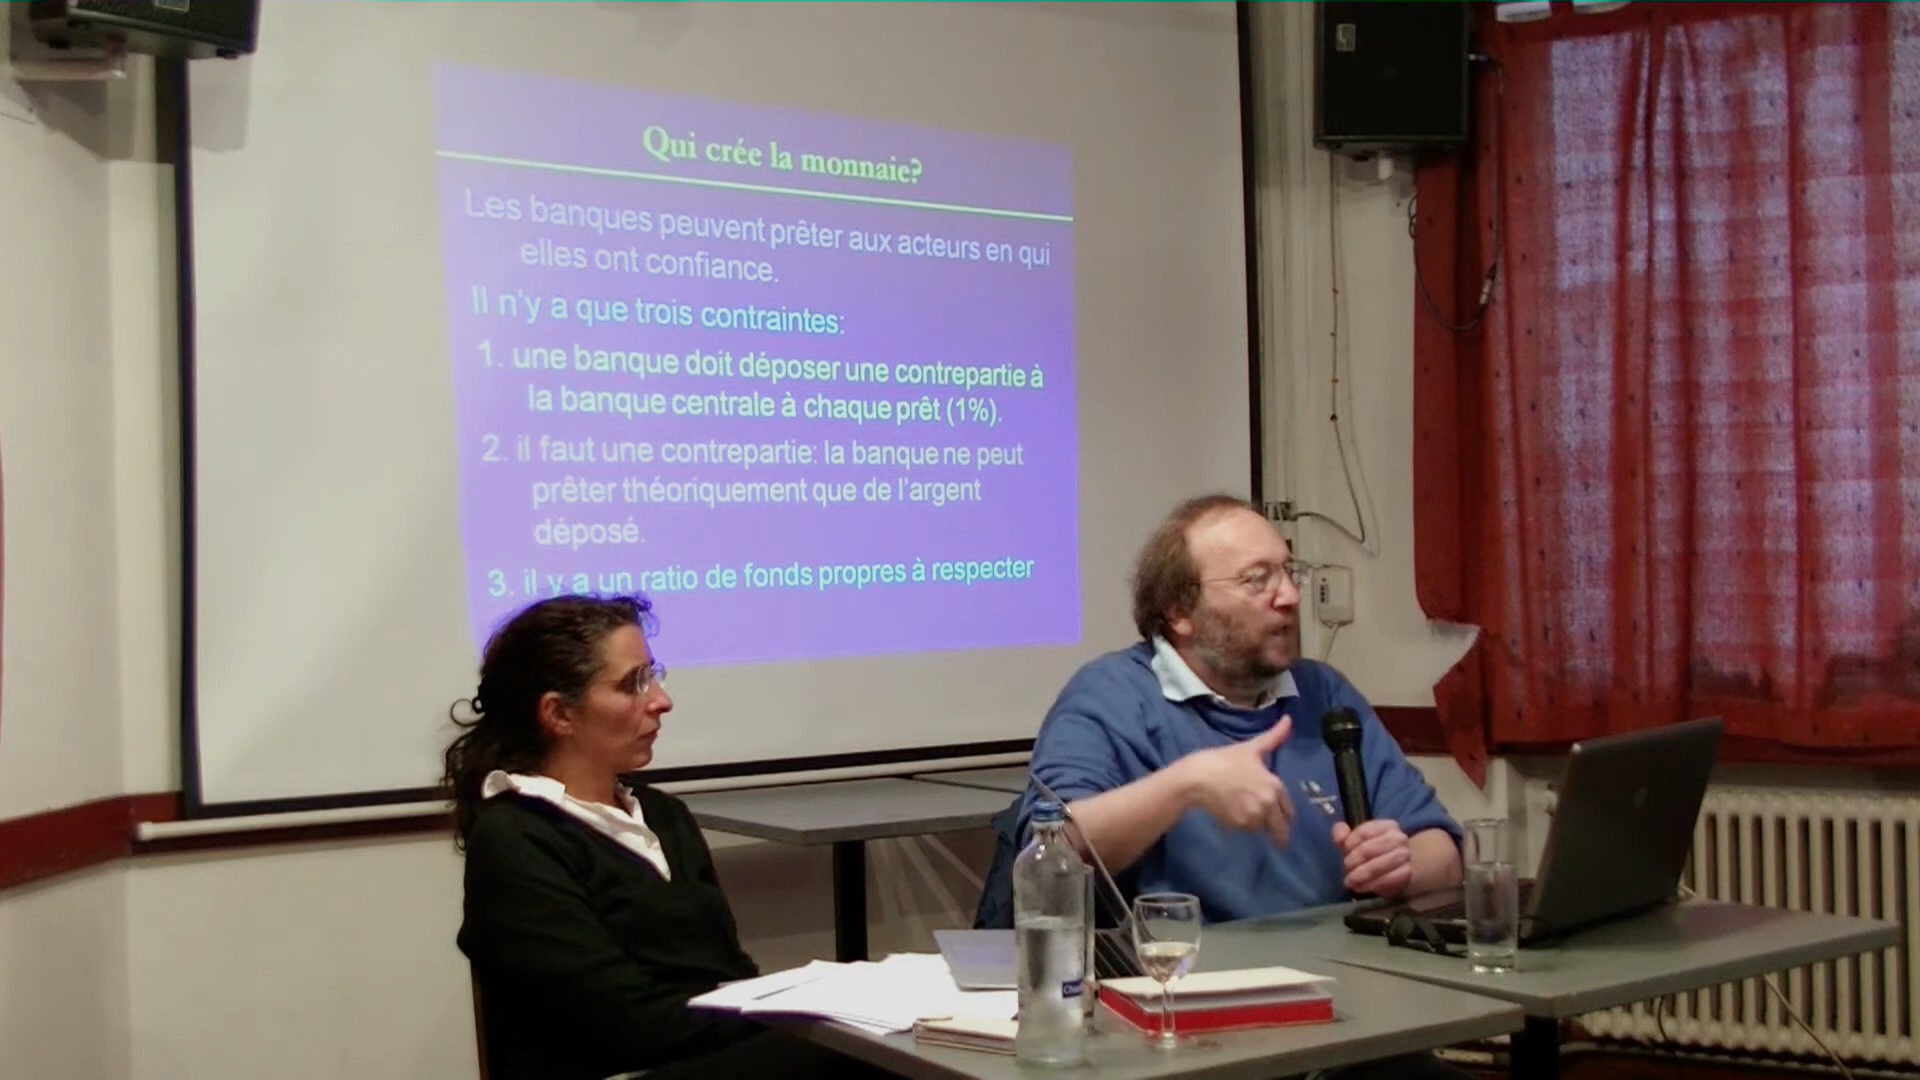 Qui crée la monnaie?
Les banques peuvent prêter aux acteurs en qui
elles ont confiance.
Il n'y a que trois contraintes:
1. une banque doit déposer une contrepartie à
la banque centrale à chaque prêt (1%).
2. il faut une contrepartie: la banque ne peut
prêter théoriquement que de l'argent
déposé.
3. il y a un ratio de fonds propres à respecter